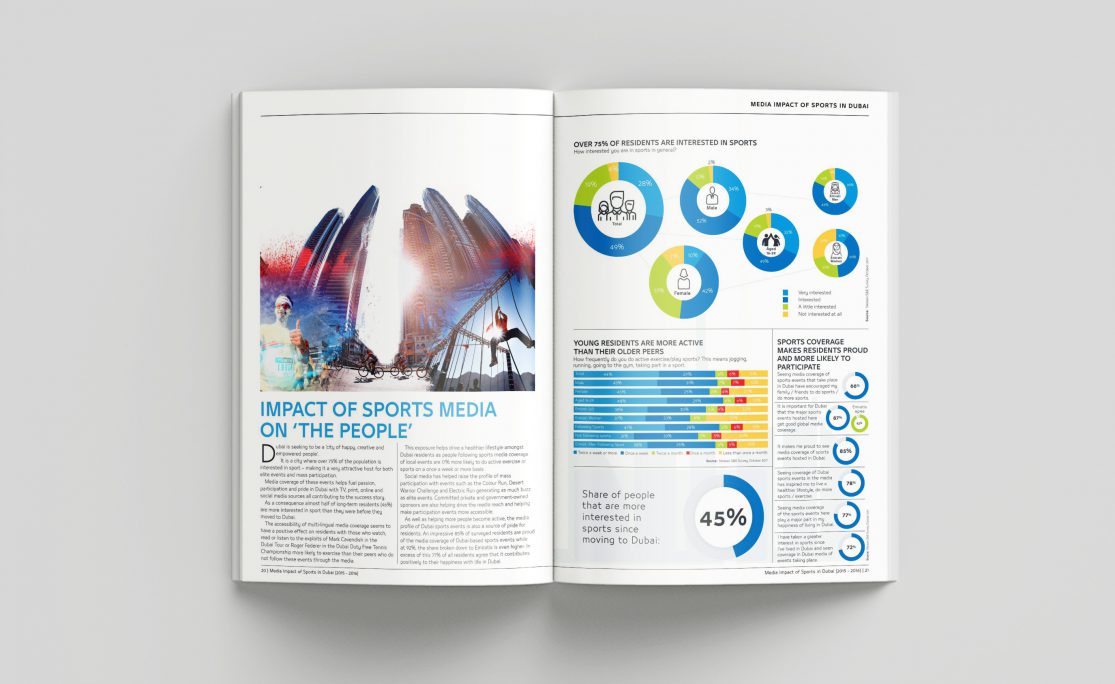 IMPACT OF SPORTS MEDIA
ON 'THE PEOPLE'
Dubai is seeking to be a 'city of happy, creative and
empowered people'.
It is a city where over 75% of the population is
interested in sport - making it a very attractive host for both
elite events and mass participation.
Media coverage of these events helps fuel passion,
participation and pride in Dubai with TV, print, online and
social media sources all contributing to the success story.
As a consequence almost half of long-term residents (45%)
are more interested in sport than they were before they
moved to Dubai.
The accessibility of multi-lingual media coverage seems to
have a positive effect on residents with those who watch,
read or listen to the exploits of Mark Cavendish in the
Dubai Tour or Roger Federer in the Dubai Duty Free Tennis
Championship more likely to exercise than their peers who do
not follow these events through the media.
This exposure helps drive a healthier lifestyle amongst
Dubai residents as people following sports media coverage
of local events are 17% more likely to do active exercise or
sports on a once a week or more basis.
Social media has helped raise the profile of mass
participation with events such as the Colour Run, Desert
Warrior Challenge and Electric Run generating as much buzz
as elite events. Committed private and government-owned
sponsors are also helping drive the media reach and helping
make participation events more accessible.
As well as helping more people become active, the media
profile of Dubai sports events is also a source of pride for
residents. An impressive 85% of surveyed residents are proud
of the media coverage of Dubai-based sports events while
at 92%, the share broken down to Emiratis is even higher. In
excess of this 77% of all residents agree that it contributes
positively to their happiness with life in Dubai.
20 | Media Impact of Sports in Dubai (2015 - 2016)
MEDIA IMPACT OF SPORTS IN DUBAI
OVER 75% OF RESIDENTS ARE INTERESTED IN SPORTS
How interested you are in sports in general?
28%
19%
49%
Total
2%
34%
52%
Male
3%
49%
Aged
10%
42%
Female
Emirati
Women
Very interested
Interested
A little interested
Not interested at all
YOUNG RESIDENTS ARE MORE ACTIVE
THAN THEIR OLDER PEERS
How frequently do you do active exercise/play sports? This means jogging,
running, going to the gym, taking part in a sport.
Total
Male
Female
Following Sports
Twice a week or more
Once a week
Twice a month
Once a month
Less than once a month
Share of people
that are more
interested in
sports since
moving to Dubai:
45%
SPORTS COVERAGE
MAKES RESIDENTS PROUD
AND MORE LIKELY TO
PARTICIPATE
Seeing media coverage of
sports events that take place
in Dubai have encouraged my
family / friends to do sports /
do more sports.
66%
It is important for Dubai
that the major sports
events hosted here
get good global media
coverage.
87%
Emiratis
agree
It makes me proud to see
media coverage of sports
events hosted in Dubai
85%
Seeing coverage of Dubai
sports events in the media
has inspired me to live a
healthier lifestyle, do more
sports / exercise.
78%
Seeing media coverage
of sports events here
play a major part in my
happiness of living in Dubai
77%
I have taken a greater
interest in sports since
I've lived in Dubai and seen
coverage in Dubai media of
events taking place.
72%
Media Impact of Sports in Dubai (2015 - 2016) | 21